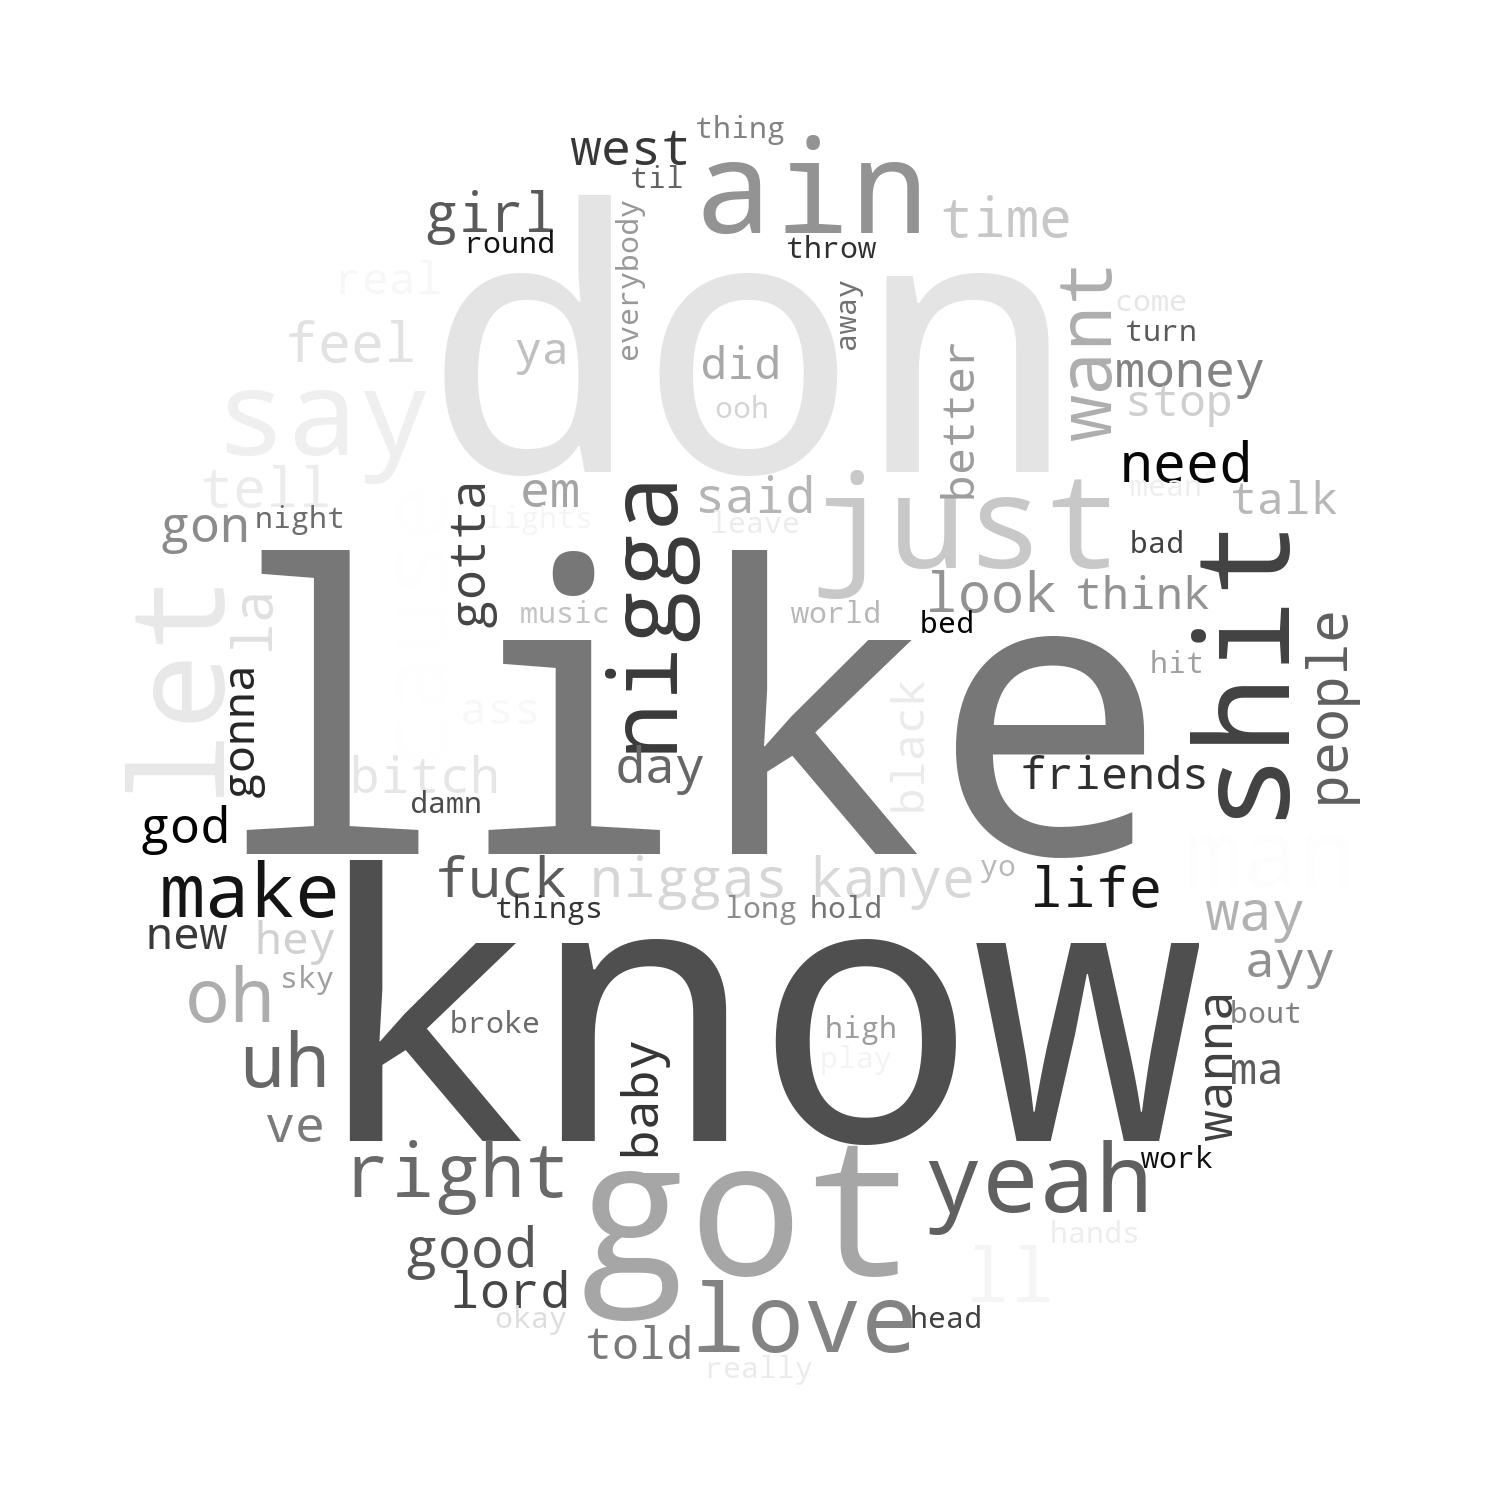 thing
west
til
ain
girl
time
round
everybody
throw
don
real
want
come
away
turn
feel
ya
did
better
money
say
ooh
stop
need
tell
em
said
just
mean
talk
gotta
nigga
gon
night
lights
leave
bad
shit
let
la
like
music
world
look
think
bed
people
hit
gonna
ass
black
bitch
day
friends
damn
god
man
make
fuck
niggas
kanye
yo
life
things
long
hold
way
new
hey
ayy
oh
sky
know
wanna
bout
broke
high
uh
baby
play
ma
ve
right
got
yeah
work
good
hands
ll
lord
love
okay
told
head
really